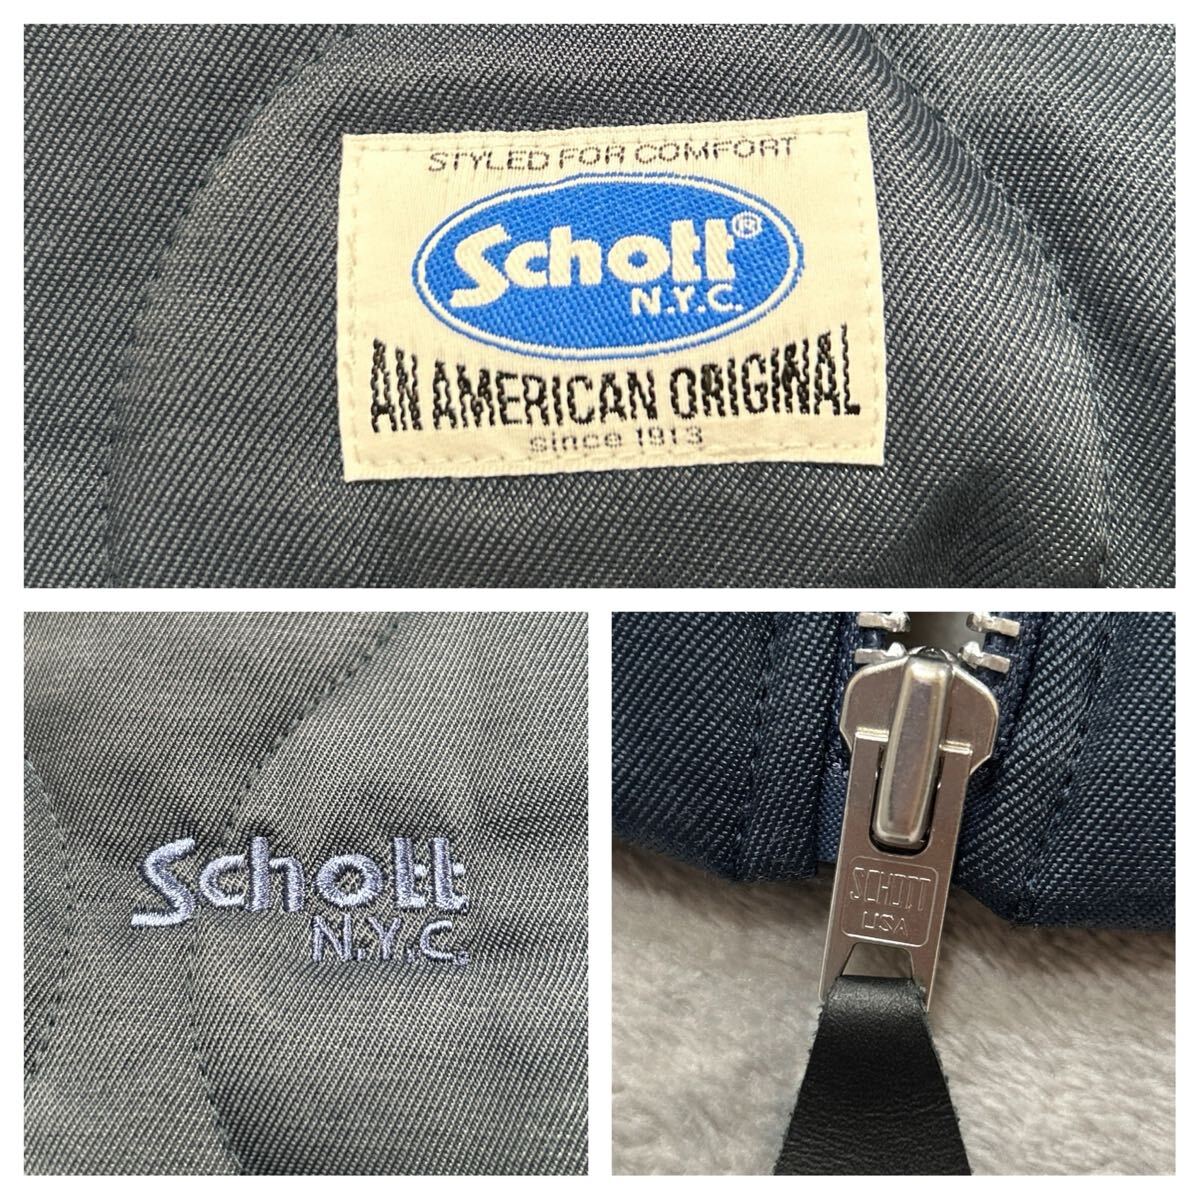 STYLED FOR COMFORT
Schott®
N.Y.C.
AN AMERICAN ORIGINAL
since 1913
Schott
N.Y.C.
SCHOTT
USA